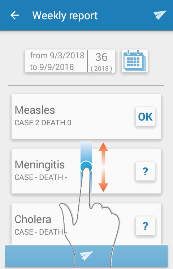 Weekly report
from 9/3/2018 36
to 9/9/2018 (2018)
Measles
CASE 2 DEATH 0
OK
Meningitis
CASE - DEATH -
?
Cholera
CASE - DEATH -
?